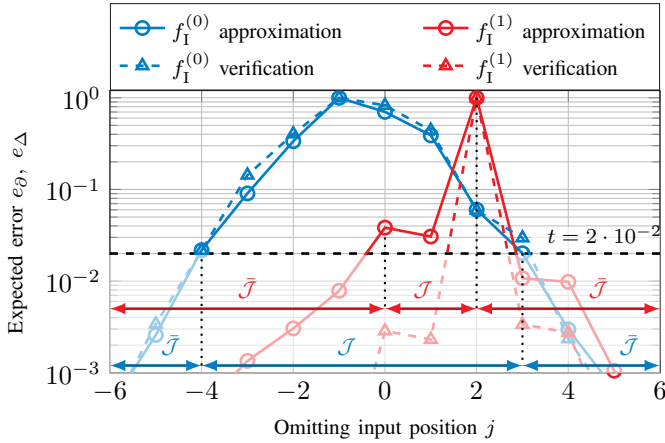 f_I^(0) approximation f_I^(1) approximation
f_I^(0) verification f_I^(1) verification
10^0
10^−1
10^−2
10^−3
Expected error e_∂, e_Δ
t = 2 · 10^−2
𝒥̄ 𝒥 𝒥̄
𝒥̄ 𝒥 𝒥̄
−6 −4 −2 0 2 4 6
Omitting input position j